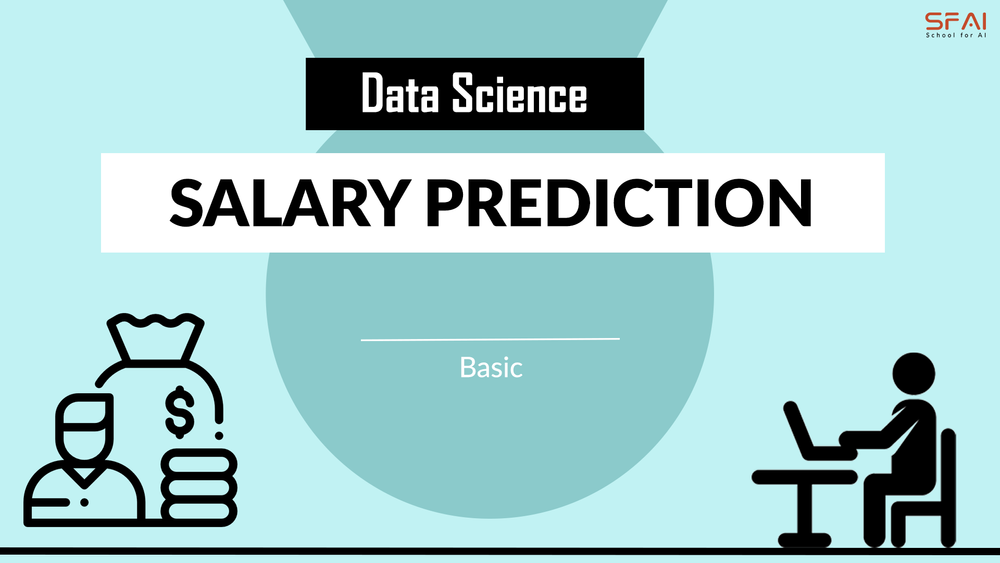 SFAI
School for AI
Data Science
SALARY PREDICTION
Basic
$